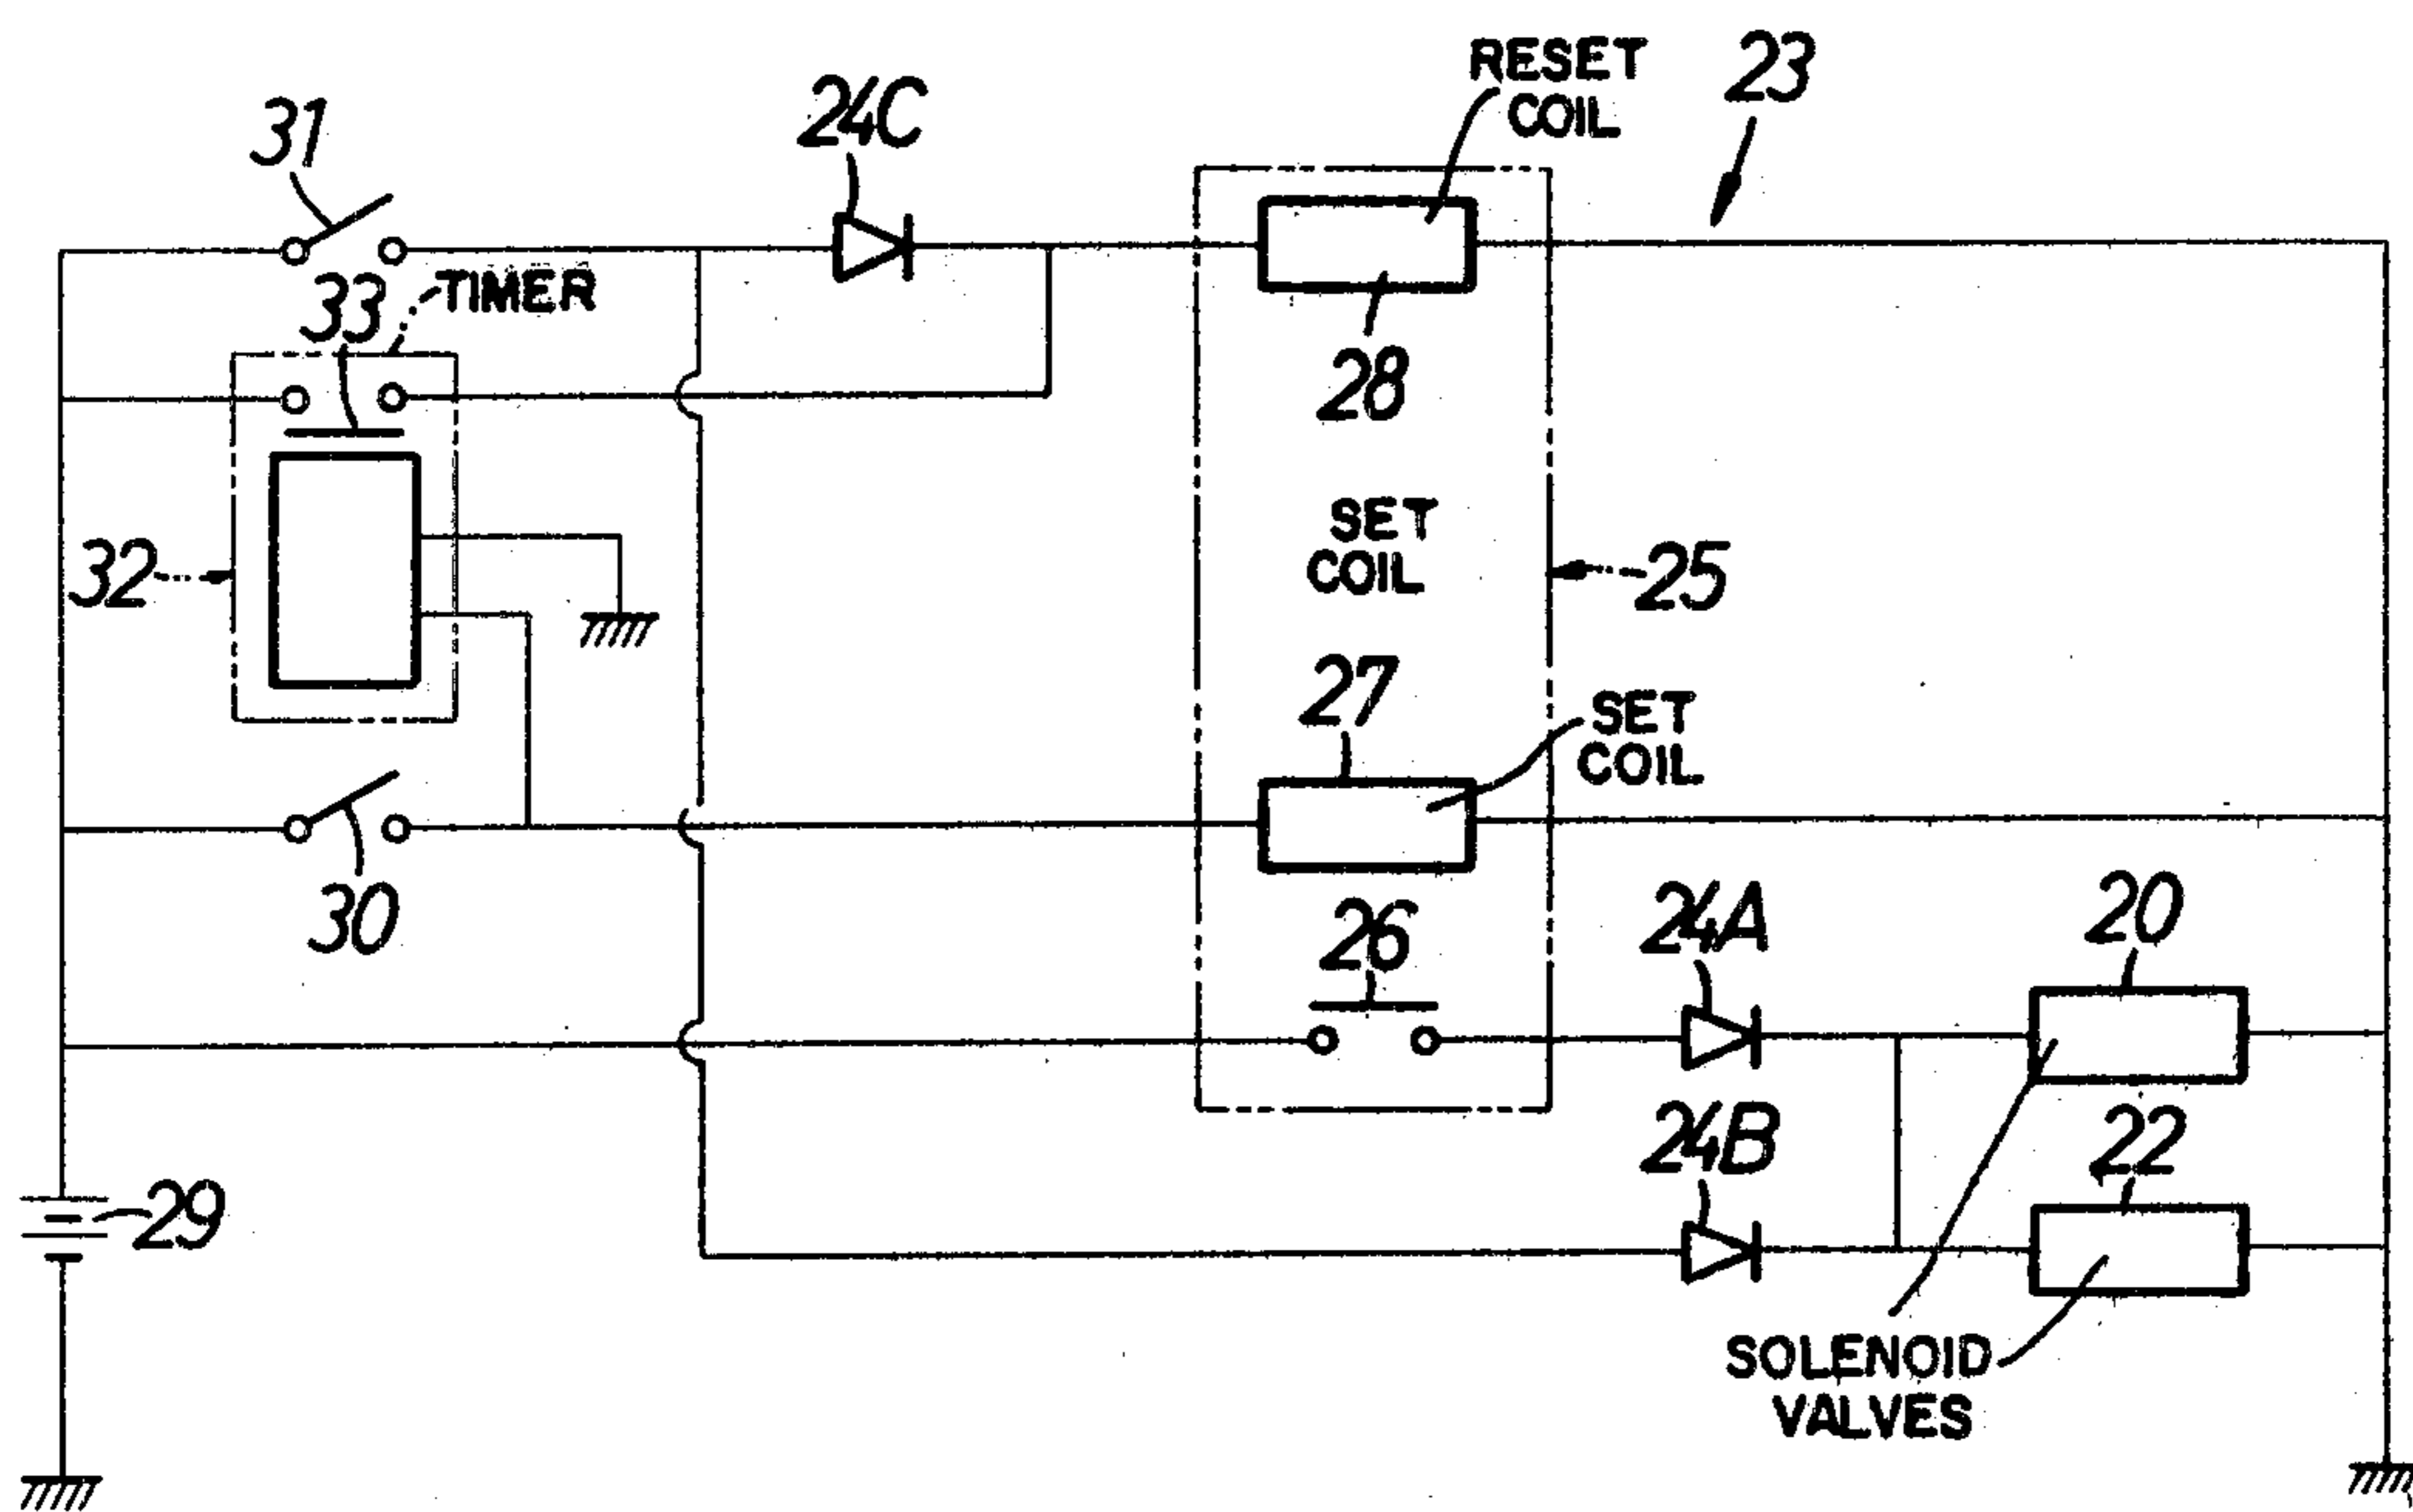 RESET
COIL
23
24C
31
33
TIMER
28
SET
COIL
32
25
27
SET
COIL
30
26
24A
20
24B
22
29
SOLENOID
VALVES